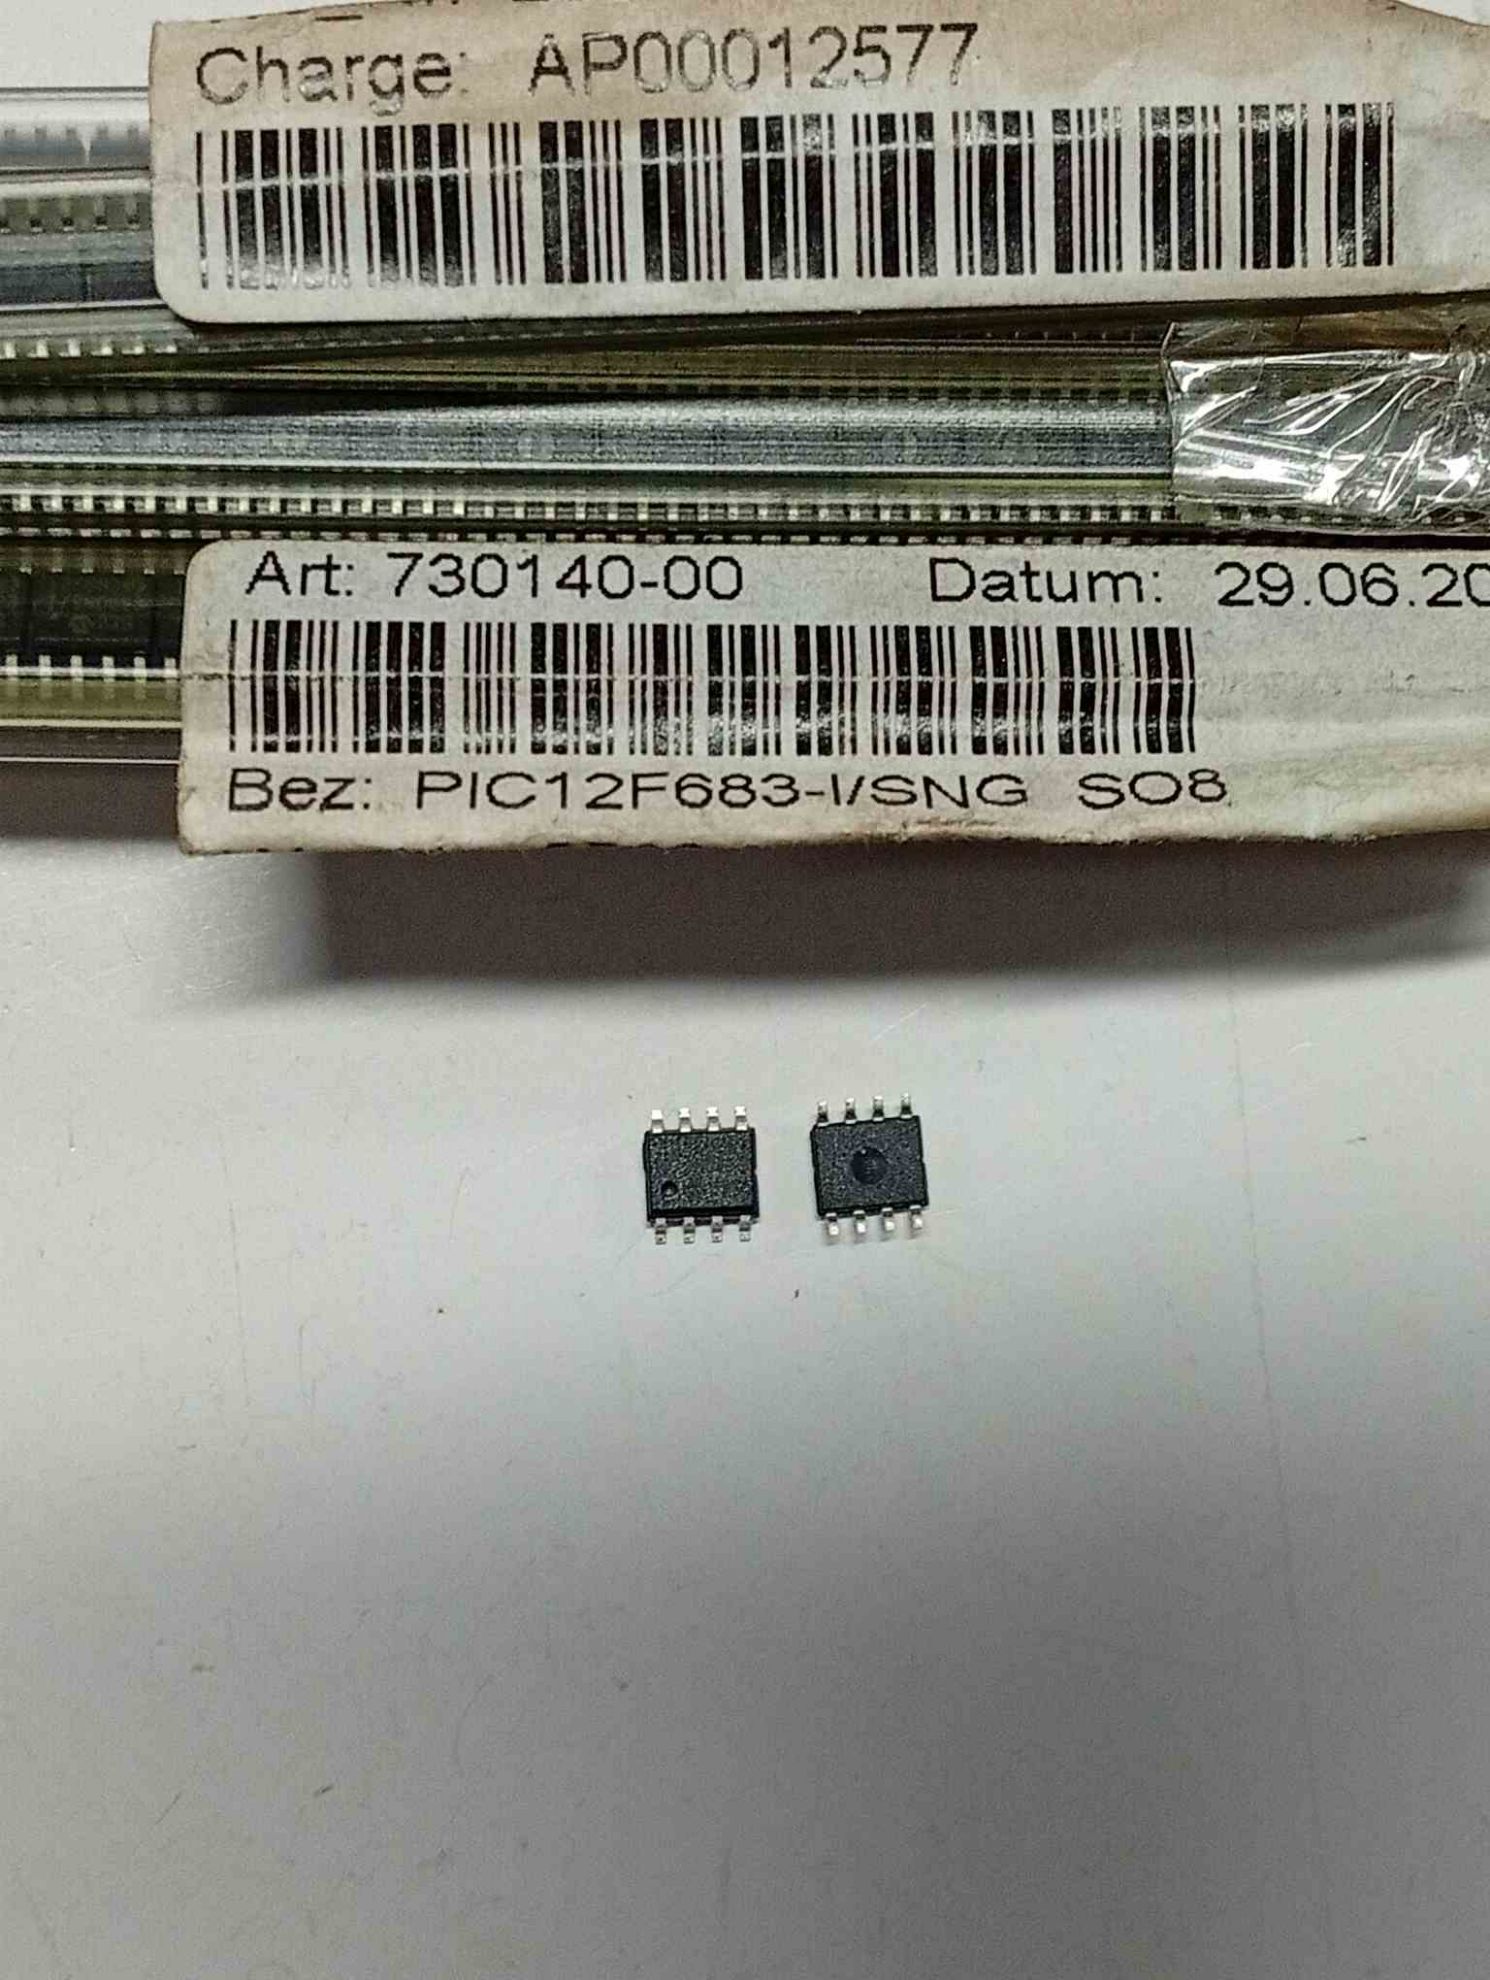 Charge: AP00012577
Art: 730140-00 Datum: 29.06.20
Bez: PIC12F683-I/SNG SO8